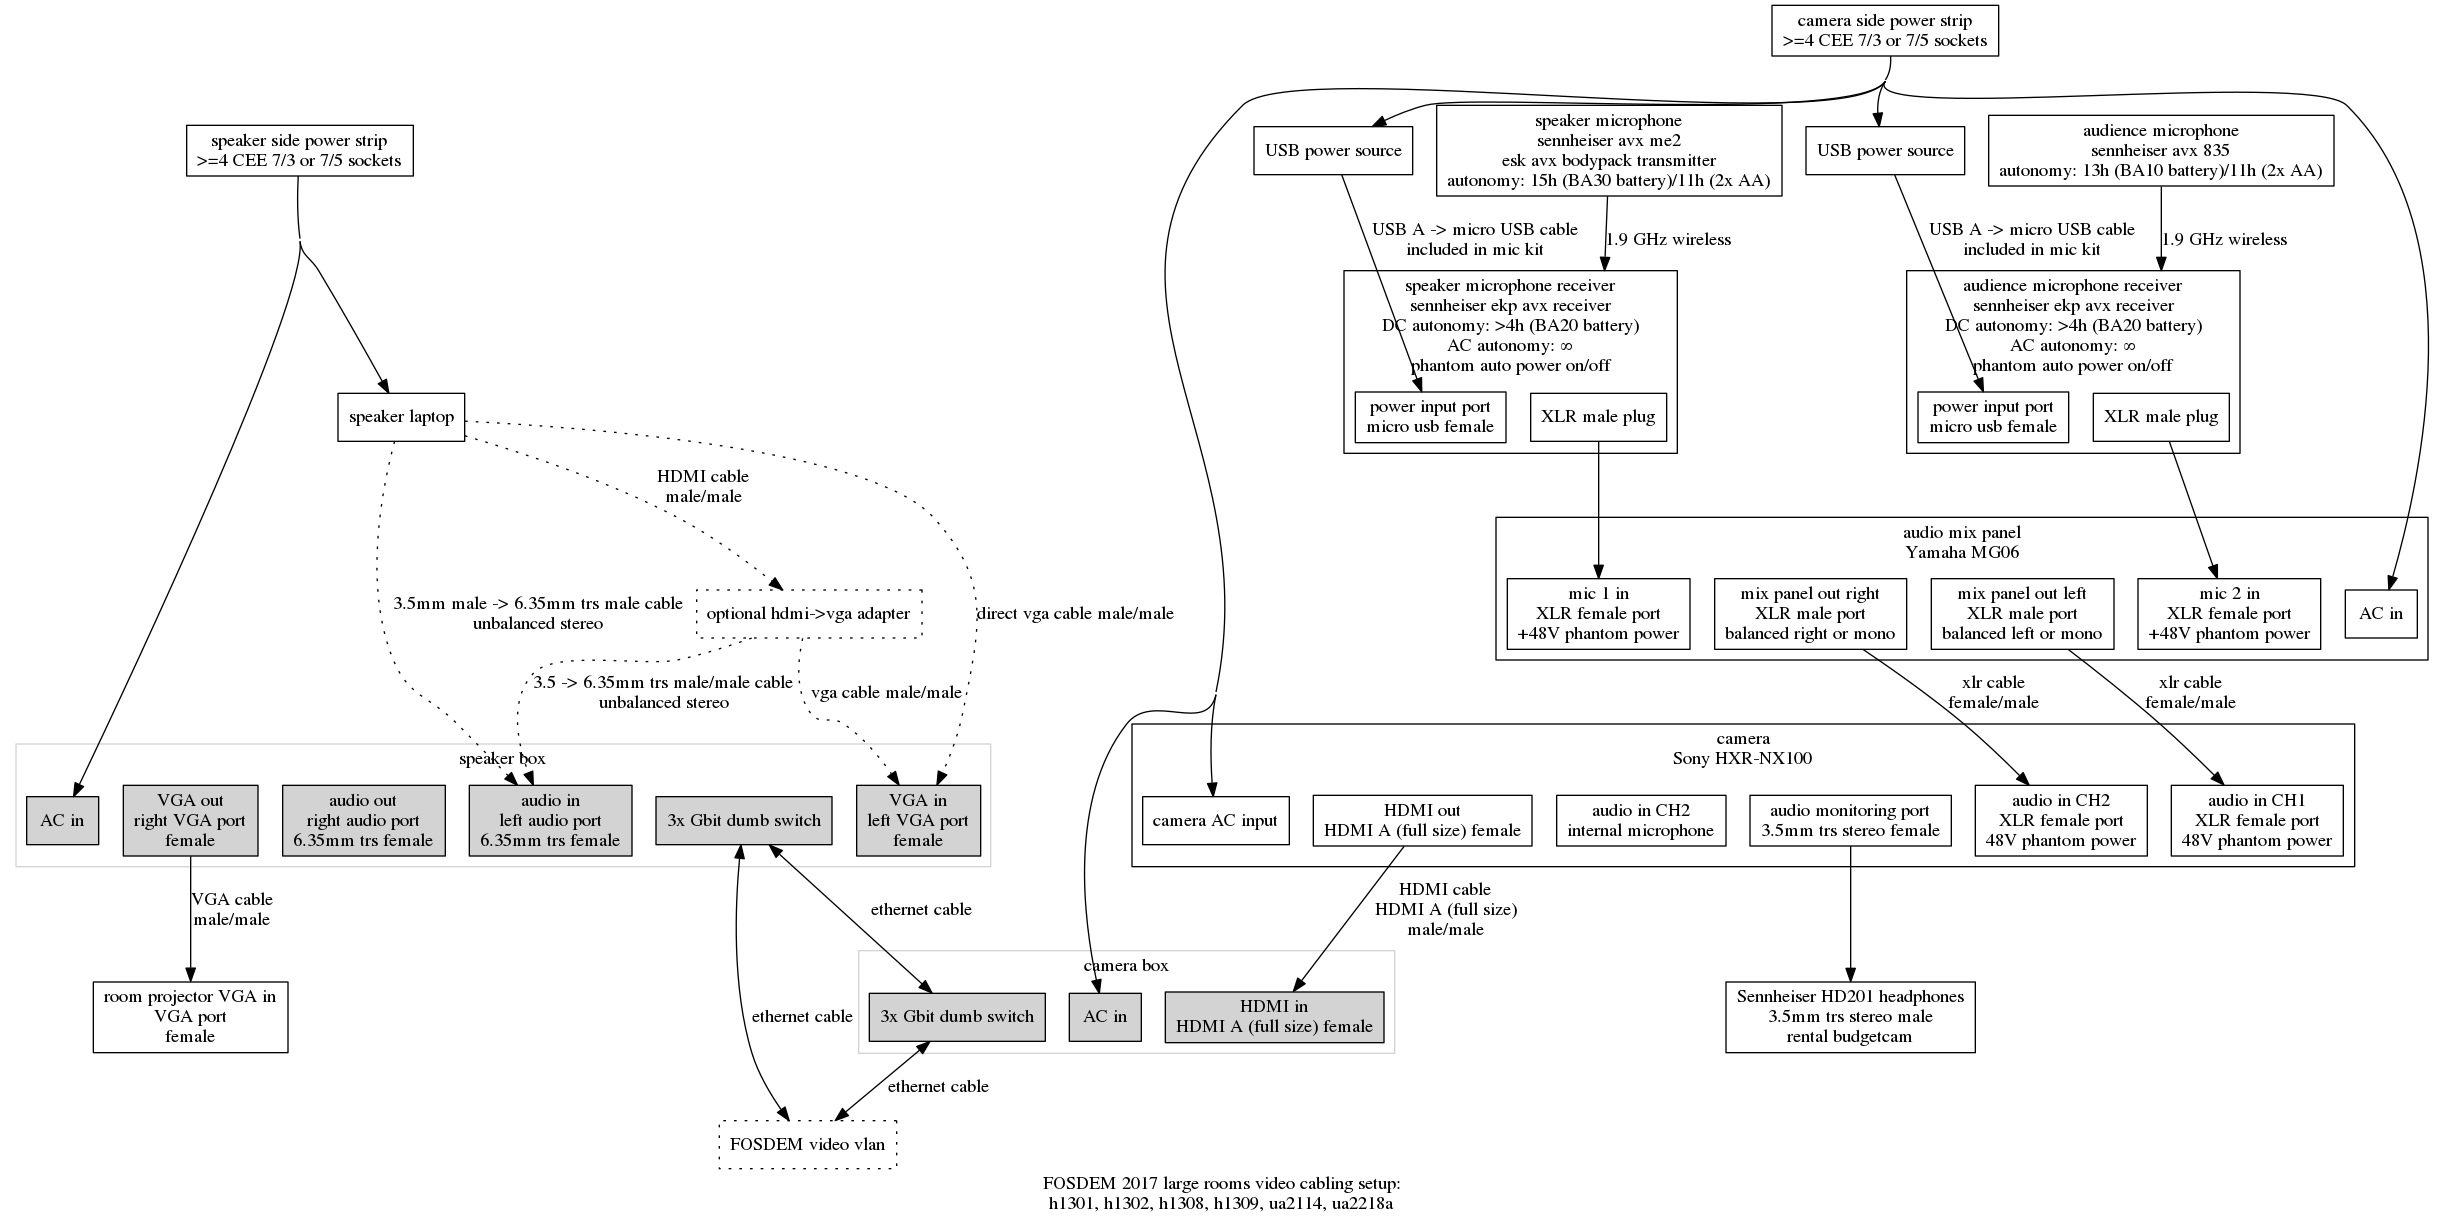 camera side power strip
>=4 CEE 7/3 or 7/5 sockets
speaker side power strip
>=4 CEE 7/3 or 7/5 sockets
USB power source
speaker microphone
sennheiser avx me2
esk avx bodypack transmitter
autonomy: 15h (BA30 battery)/11h (2x AA)
USB power source
audience microphone
sennheiser avx 835
autonomy: 13h (BA10 battery)/11h (2x AA)
USB A -> micro USB cable
included in mic kit
1.9 GHz wireless
USB A -> micro USB cable
included in mic kit
1.9 GHz wireless
speaker microphone receiver
sennheiser ekp avx receiver
DC autonomy: >4h (BA20 battery)
AC autonomy: ∞
phantom auto power on/off
power input port
micro usb female
XLR male plug
audience microphone receiver
sennheiser ekp avx receiver
DC autonomy: >4h (BA20 battery)
AC autonomy: ∞
phantom auto power on/off
power input port
micro usb female
XLR male plug
speaker laptop
HDMI cable
male/male
3.5mm male -> 6.35mm trs male cable
unbalanced stereo
optional hdmi->vga adapter
direct vga cable male/male
3.5 -> 6.35mm trs male/male cable
unbalanced stereo
vga cable male/male
audio mix panel
Yamaha MG06
mic 1 in
XLR female port
+48V phantom power
mix panel out right
XLR male port
balanced right or mono
mix panel out left
XLR male port
balanced left or mono
mic 2 in
XLR female port
+48V phantom power
AC in
xlr cable
female/male
xlr cable
female/male
speaker box
AC in
VGA out
right VGA port
female
audio out
right audio port
6.35mm trs female
audio in
left audio port
6.35mm trs female
3x Gbit dumb switch
VGA in
left VGA port
female
camera
Sony HXR-NX100
camera AC input
HDMI out
HDMI A (full size) female
audio in CH2
internal microphone
audio monitoring port
3.5mm trs stereo female
audio in CH2
XLR female port
48V phantom power
audio in CH1
XLR female port
48V phantom power
VGA cable
male/male
ethernet cable
HDMI cable
HDMI A (full size)
male/male
room projector VGA in
VGA port
female
ethernet cable
camera box
3x Gbit dumb switch
AC in
HDMI in
HDMI A (full size) female
Sennheiser HD201 headphones
3.5mm trs stereo male
rental budgetcam
ethernet cable
FOSDEM video vlan
FOSDEM 2017 large rooms video cabling setup:
h1301, h1302, h1308, h1309, ua2114, ua2218a